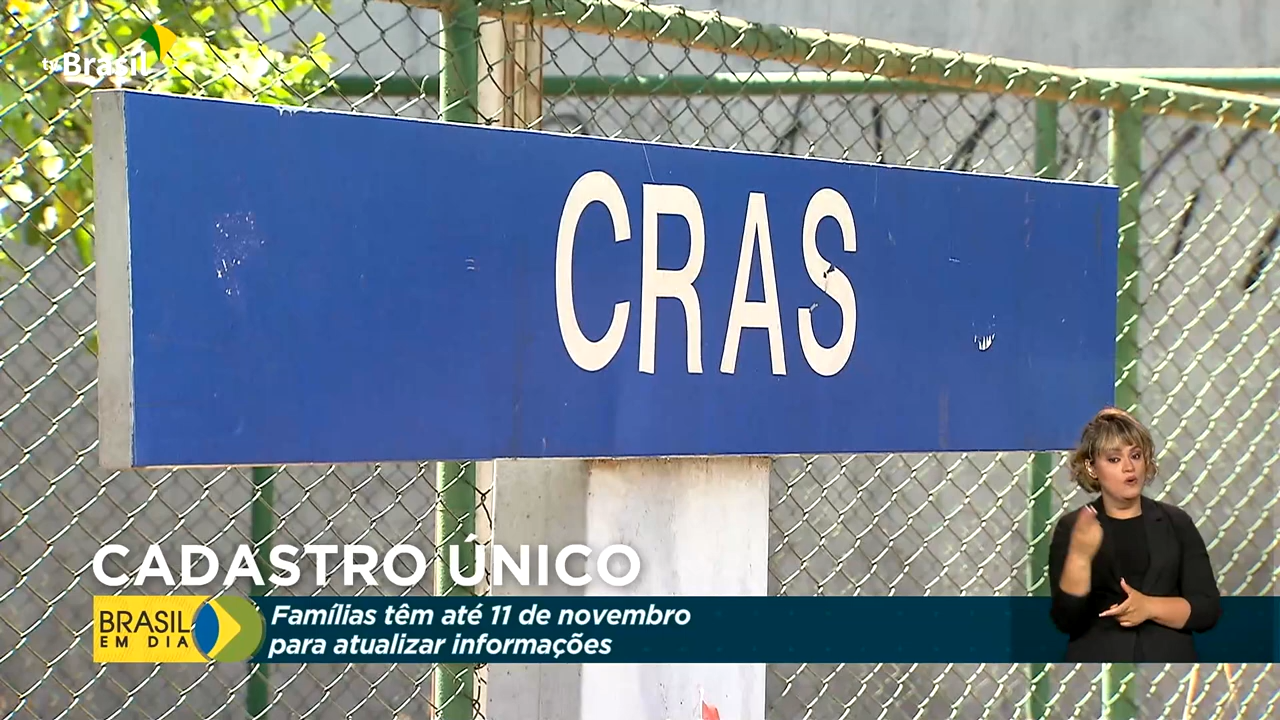 tvBrasil
CRAS
CADASTRO ÚNICO
BRASIL
EM DIA
Famílias têm até 11 de novembro
para atualizar informações